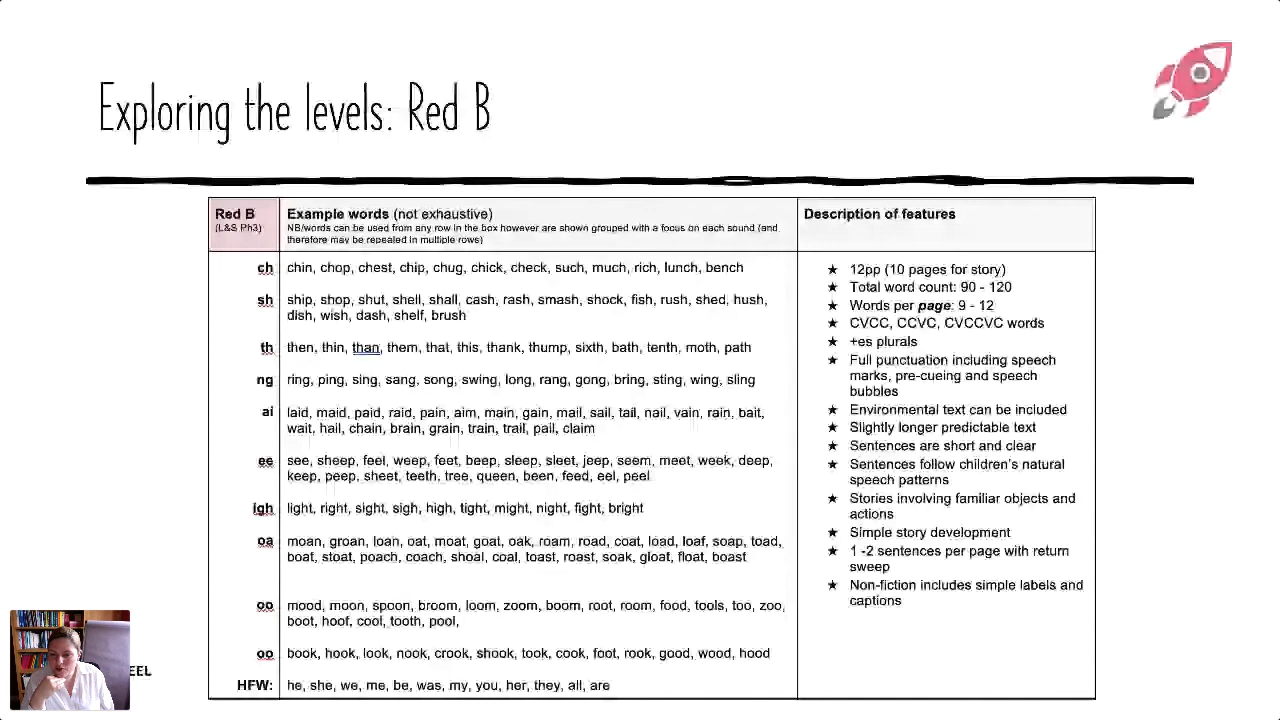 Exploring the levels: Red B
Red B
(L&S Ph3)
Example words (not exhaustive)
NB/words can be used from any row in the box however are shown grouped with a focus on each sound (and
therefore may be repeated in multiple rows)
Description of features
ch chin, chop, chest, chip, chug, chick, check, such, much, rich, lunch, bench
sh ship, shop, shut, shell, shall, cash, rash, smash, shock, fish, rush, shed, hush,
dish, wish, dash, shelf, brush
th then, thin, than, them, that, this, thank, thump, sixth, bath, tenth, moth, path
ng ring, ping, sing, sang, song, swing, long, rang, gong, bring, sting, wing, sling
ai laid, maid, paid, raid, pain, aim, main, gain, mail, sail, tail, nail, vain, rain, bait,
wait, hail, chain, brain, grain, train, trail, pail, claim
ee see, sheep, feel, weep, feet, beep, sleep, sleet, jeep, seem, meet, week, deep,
keep, peep, sheet, teeth, tree, queen, been, feed, eel, peel
igh light, right, sight, sigh, high, tight, might, night, fight, bright
oa moan, groan, loan, oat, moat, goat, oak, roam, road, coat, load, loaf, soap, toad,
boat, stoat, poach, coach, shoal, coal, toast, roast, soak, gloat, float, boast
oo mood, moon, spoon, broom, loom, zoom, boom, root, room, food, tools, too, zoo,
boot, hoof, cool, tooth, pool,
oo book, hook, look, nook, crook, shook, took, cook, foot, rook, good, wood, hood
HFW: he, she, we, me, be, was, my, you, her, they, all, are
★ 12pp (10 pages for story)
★ Total word count: 90 - 120
★ Words per page: 9 - 12
★ CVCC, CCVC, CVCCVC words
★ +es plurals
★ Full punctuation including speech
marks, pre-cueing and speech
bubbles
★ Environmental text can be included
★ Slightly longer predictable text
★ Sentences are short and clear
★ Sentences follow children's natural
speech patterns
★ Stories involving familiar objects and
actions
★ Simple story development
★ 1 -2 sentences per page with return
sweep
★ Non-fiction includes simple labels and
captions